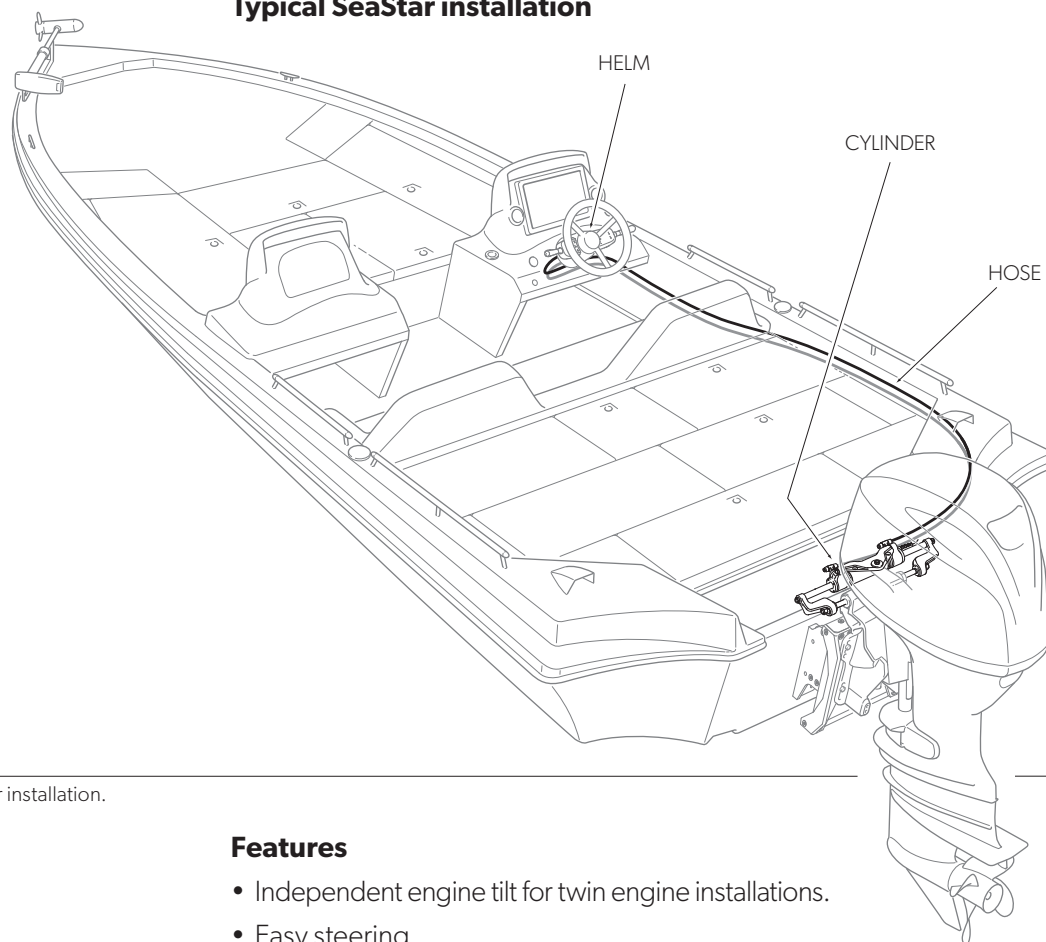 Typical SeaStar installation
HELM
CYLINDER
HOSE
installation.
Features
• Independent engine tilt for twin engine installations.
• Easy steering